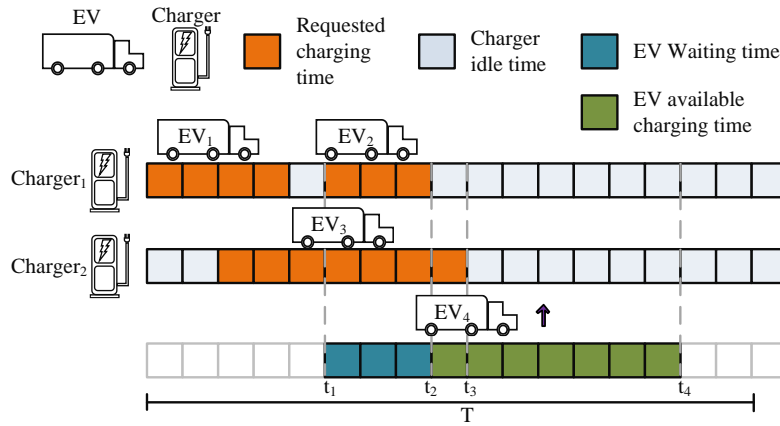 EV
Charger
Requested
charging
time
Charger
idle time
EV Waiting time
EV available
charging time
EV₁
EV₂
Charger₁
EV₃
Charger₂
EV₄
t₁
t₂
t₃
t₄
T